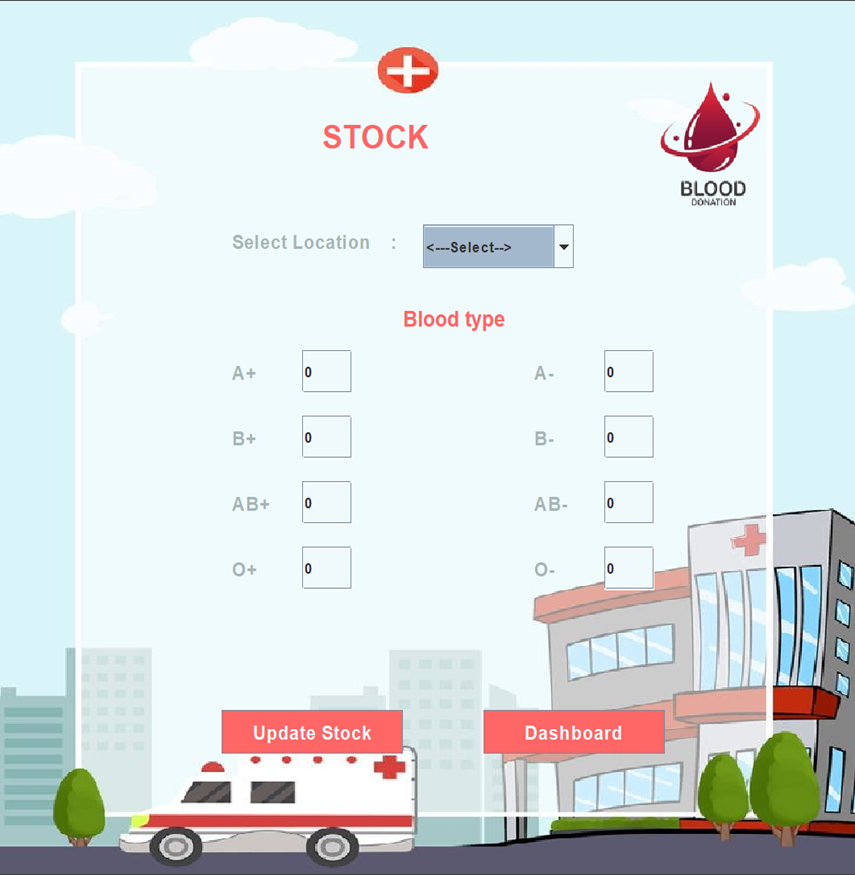 STOCK
BLOOD
DONATION
Select Location :
<---Select-->
Blood type
A+ 0 A- 0
B+ 0 B- 0
AB+ 0 AB- 0
O+ 0 O- 0
Update Stock Dashboard